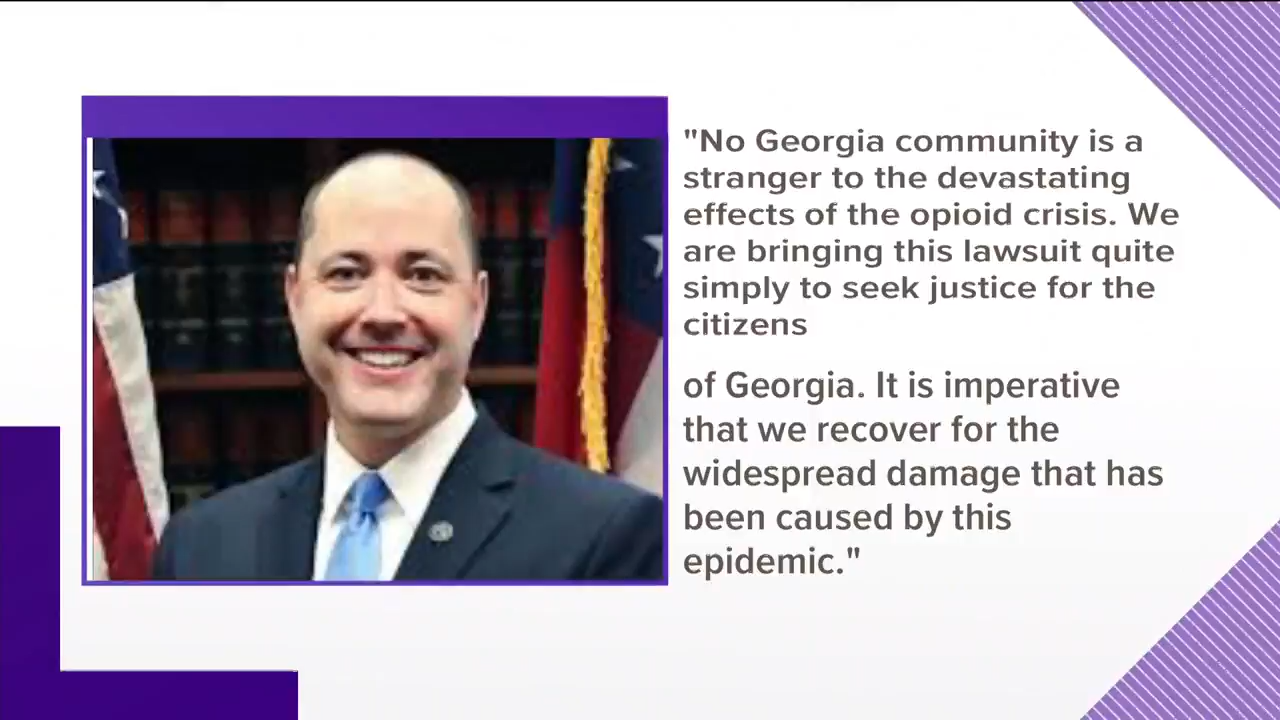 "No Georgia community is a
stranger to the devastating
effects of the opioid crisis. We
are bringing this lawsuit quite
simply to seek justice for the
citizens
of Georgia. It is imperative
that we recover for the
widespread damage that has
been caused by this
epidemic."